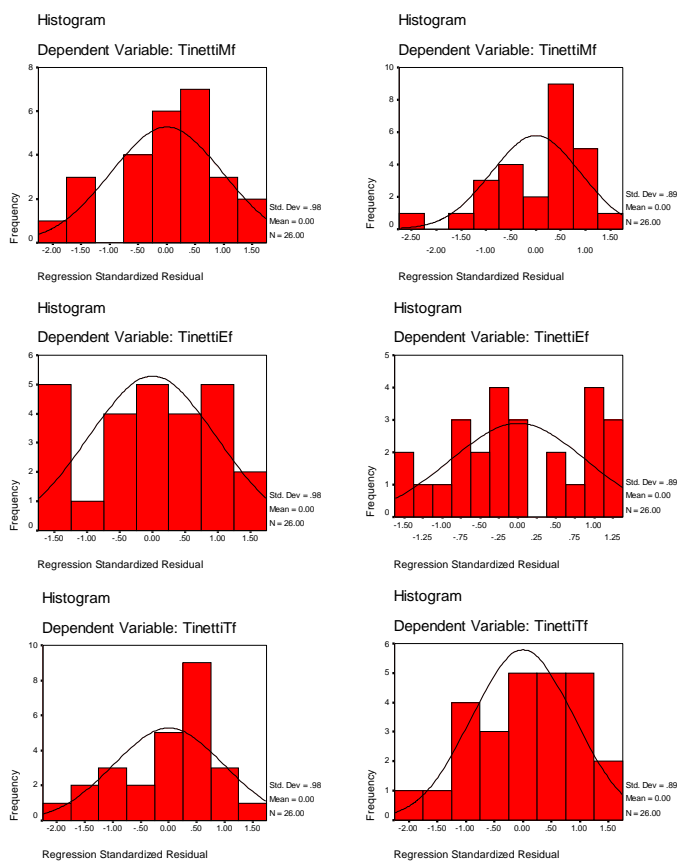 Histogram
Dependent Variable: TinettiMf
8
6
4
2
0
Frequency
-2.00 -1.50 -1.00 -.50 0.00 .50 1.00 1.50
Std. Dev = .98
Mean = 0.00
N = 26.00
Regression Standardized Residual
Histogram
Dependent Variable: TinettiMf
10
8
6
4
2
0
Frequency
-2.50 -1.50 -.50 .50 1.50
-2.00 -1.00 0.00 1.00
Std. Dev = .89
Mean = 0.00
N = 26.00
Regression Standardized Residual
Histogram
Dependent Variable: TinettiEf
6
5
4
3
2
1
0
Frequency
-1.50 -1.00 -.50 0.00 .50 1.00 1.50
Std. Dev = .98
Mean = 0.00
N = 26.00
Regression Standardized Residual
Histogram
Dependent Variable: TinettiEf
5
4
3
2
1
0
Frequency
-1.50 -1.00 -.50 0.00 .50 1.00
-1.25 -.75 -.25 .25 .75 1.25
Std. Dev = .89
Mean = 0.00
N = 26.00
Regression Standardized Residual
Histogram
Dependent Variable: TinettiTf
10
8
6
4
2
0
Frequency
-2.00 -1.50 -1.00 -.50 0.00 .50 1.00 1.50
Std. Dev = .98
Mean = 0.00
N = 26.00
Regression Standardized Residual
Histogram
Dependent Variable: TinettiTf
6
5
4
3
2
1
0
Frequency
-2.00 -1.50 -1.00 -.50 0.00 .50 1.00 1.50
Std. Dev = .89
Mean = 0.00
N = 26.00
Regression Standardized Residual